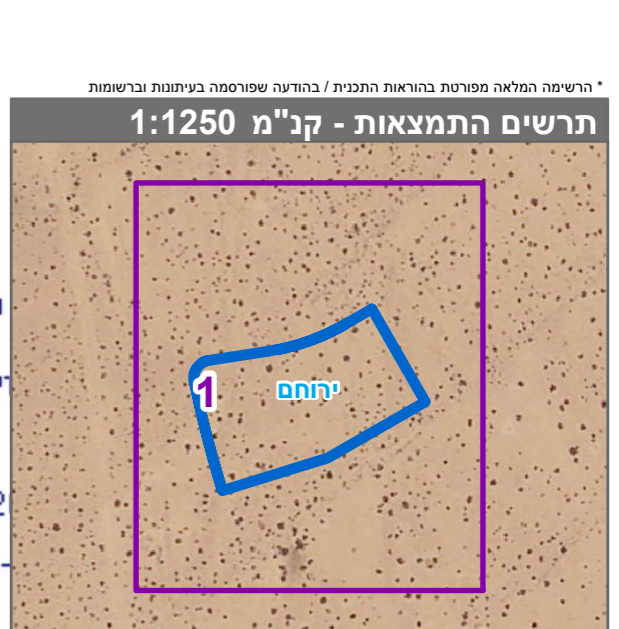 * הרשימה המלאה מפורטת בהוראות התכנית / בהודעה שפורסמה בעיתונות וברשומות
תרשים התמצאות - קנ"מ 1:1250
1
ירוחם